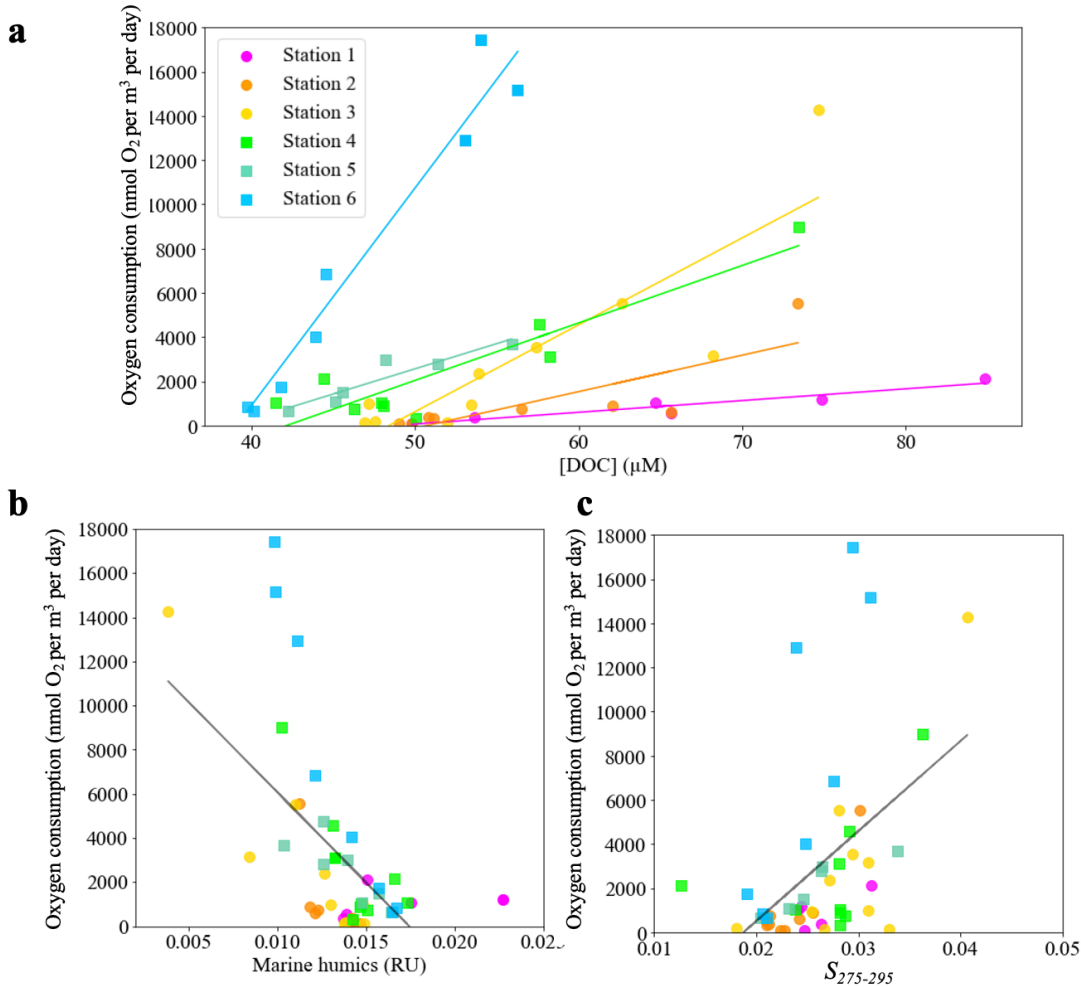 a
Oxygen consumption (nmol O2 per m3 per day)
18000
16000
14000
12000
10000
8000
6000
4000
2000
0
Station 1
Station 2
Station 3
Station 4
Station 5
Station 6
40 50 60 70 80
[DOC] (µM)
b
Oxygen consumption (nmol O2 per m3 per day)
18000
16000
14000
12000
10000
8000
6000
4000
2000
0
0.005 0.010 0.015 0.020
Marine humics (RU)
c
Oxygen consumption (nmol O2 per m3 per day)
18000
16000
14000
12000
10000
8000
6000
4000
2000
0
0.01 0.02 0.03 0.04 0.05
S275-295